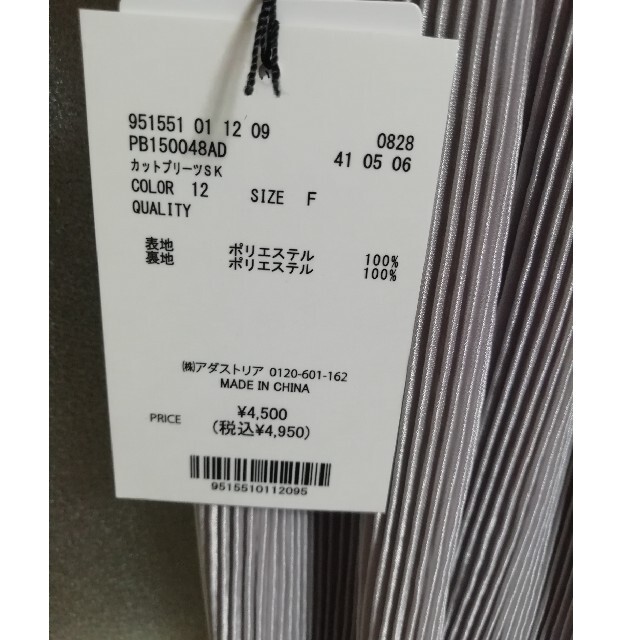 951551 01 12 09 0828
PB150048AD 41 05 06
カットプリーツSK
COLOR 12 SIZE F
QUALITY
表地 ポリエステル 100%
裏地 ポリエステル 100%
㈱アダストリア 0120-601-162
MADE IN CHINA
PRICE ¥4,500
(税込¥4,950)
9515510112095